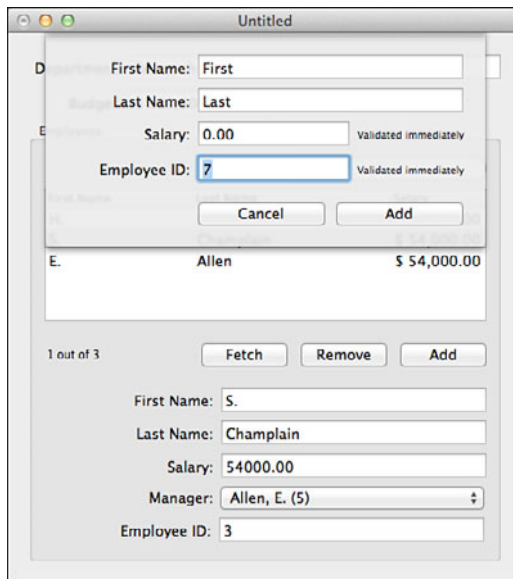 Untitled
First Name: First
Last Name: Last
Salary: 0.00 Validated immediately
Employee ID: 7 Validated immediately
Cancel Add
E. Allen $ 54,000.00
1 out of 3 Fetch Remove Add
First Name: S.
Last Name: Champlain
Salary: 54000.00
Manager: Allen, E. (5)
Employee ID: 3